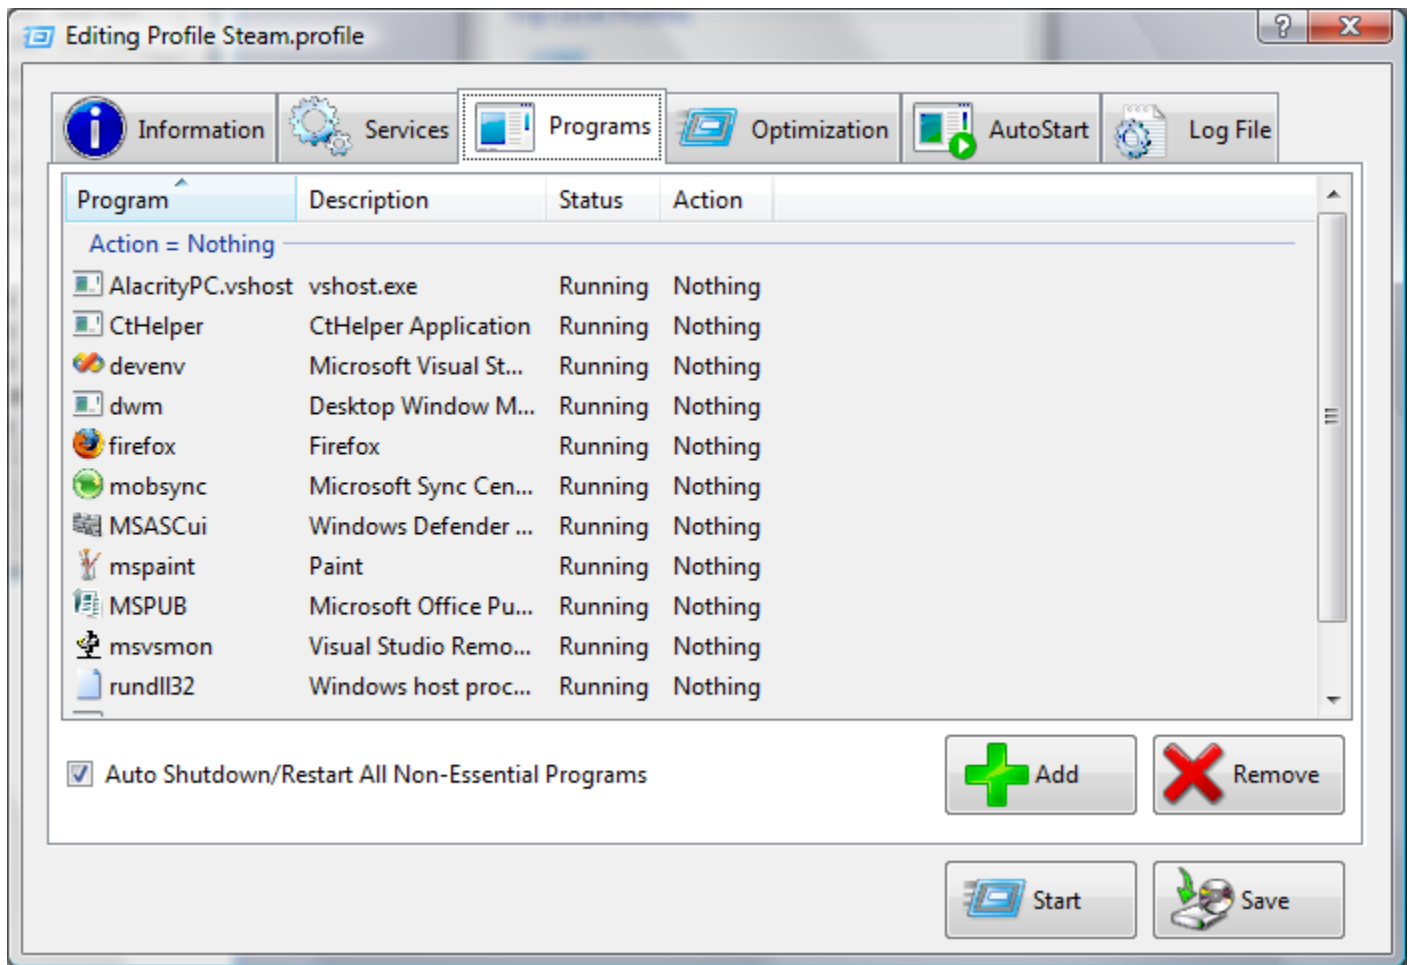 Editing Profile Steam.profile
Information Services Programs Optimization AutoStart Log File
Program Description Status Action
Action = Nothing
AlacrityPC.vshost vshost.exe Running Nothing
CtHelper CtHelper Application Running Nothing
devenv Microsoft Visual St... Running Nothing
dwm Desktop Window M... Running Nothing
firefox Firefox Running Nothing
mobsync Microsoft Sync Cen... Running Nothing
MSASCui Windows Defender ... Running Nothing
mspaint Paint Running Nothing
MSPUB Microsoft Office Pu... Running Nothing
msvsmon Visual Studio Remo... Running Nothing
rundll32 Windows host proc... Running Nothing
Auto Shutdown/Restart All Non-Essential Programs Add Remove
Start Save